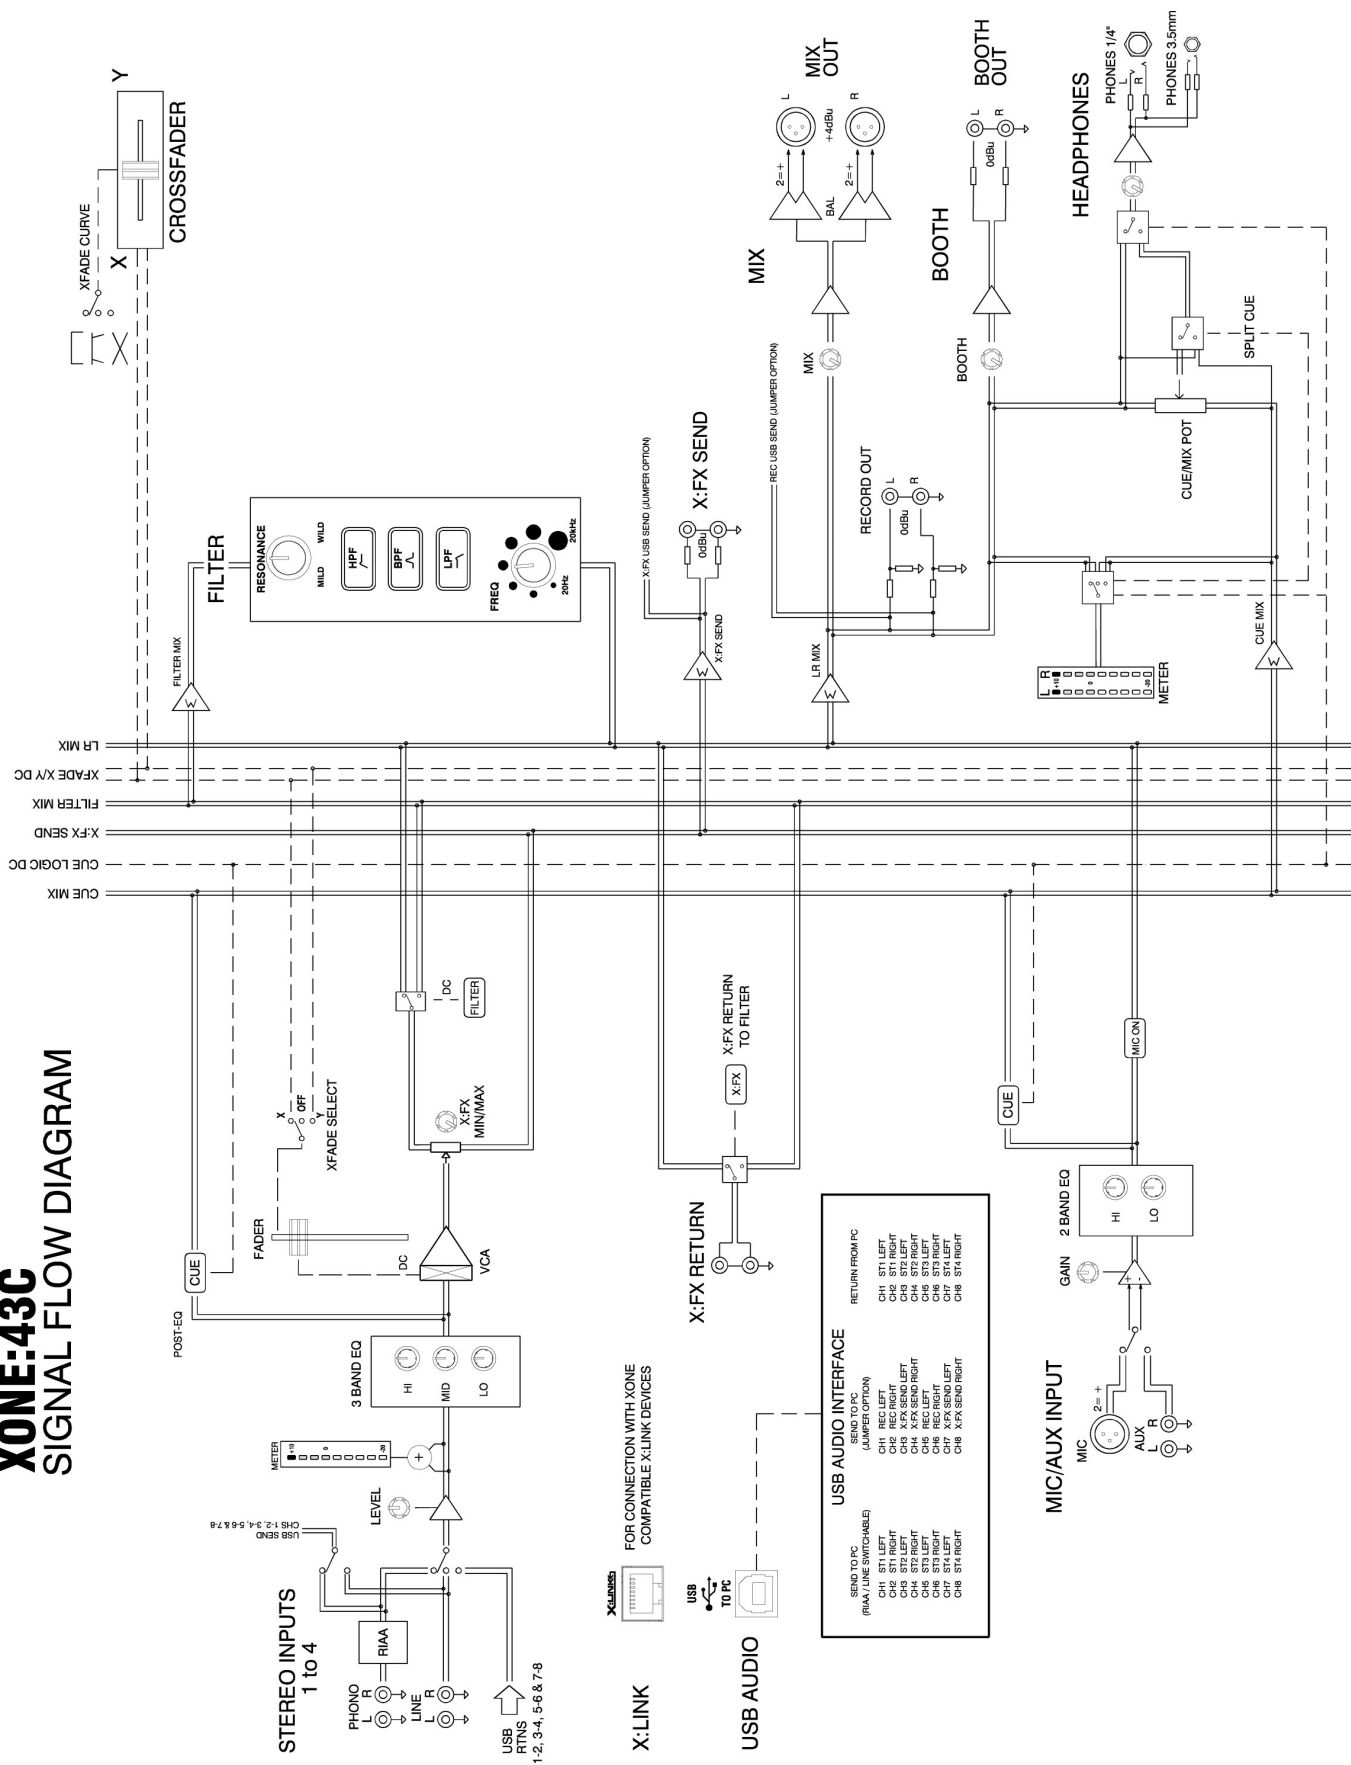 XONE:43C
SIGNAL FLOW DIAGRAM
STEREO INPUTS
1 to 4
PHONO
L R
RIAA
LINE
L R
USB
RTNS
1-2, 3-4, 5-6 & 7-8
USB SEND
CHS 1-2, 3-4, 5-6 & 7-8
LEVEL
METER
+10
0
-20
3 BAND EQ
HI
MID
LO
POST-EQ
CUE
FADER
DC
VCA
XFADE SELECT
X
OFF
Y
X:FX
MIN/MAX
DC
FILTER
CUE MIX
CUE LOGIC DC
X:FX SEND
FILTER MIX
XFADE X/Y DC
LR MIX
X:LINK
X:LINK
FOR CONNECTION WITH XONE
COMPATIBLE X:LINK DEVICES
USB AUDIO
USB
TO PC
USB AUDIO INTERFACE
SEND TO PC
(RIAA / LINE SWITCHABLE)
CH1 ST1 LEFT
CH2 ST1 RIGHT
CH3 ST2 LEFT
CH4 ST2 RIGHT
CH5 ST3 LEFT
CH6 ST3 RIGHT
CH7 ST4 LEFT
CH8 ST4 RIGHT
SEND TO PC
(JUMPER OPTION)
CH1 REC LEFT
CH2 REC RIGHT
CH3 X:FX SEND LEFT
CH4 X:FX SEND RIGHT
CH5 REC LEFT
CH6 REC RIGHT
CH7 X:FX SEND LEFT
CH8 X:FX SEND RIGHT
RETURN FROM PC
CH1 ST1 LEFT
CH2 ST1 RIGHT
CH3 ST2 LEFT
CH4 ST2 RIGHT
CH5 ST3 LEFT
CH6 ST3 RIGHT
CH7 ST4 LEFT
CH8 ST4 RIGHT
X:FX RETURN
X:FX
X:FX RETURN
TO FILTER
MIC/AUX INPUT
MIC
2= +
AUX
L R
GAIN
+
-
2 BAND EQ
HI
LO
CUE
MIC ON
XFADE CURVE
X
Y
CROSSFADER
FILTER MIX
FILTER
RESONANCE
MILD
WILD
HPF
BPF
LPF
FREQ
20Hz
20kHz
X:FX USB SEND (JUMPER OPTION)
X:FX SEND
0dBu
X:FX SEND
LR MIX
REC USB SEND (JUMPER OPTION)
RECORD OUT
0dBu
L
R
MIX
MIX
2=+
2=+
BAL
+4dBu
L
R
MIX
OUT
BOOTH
BOOTH
0dBu
L
R
BOOTH
OUT
METER
L R
+10
0
-20
CUE MIX
CUE/MIX POT
SPLIT CUE
HEADPHONES
PHONES 1/4"
L
R
PHONES 3.5mm